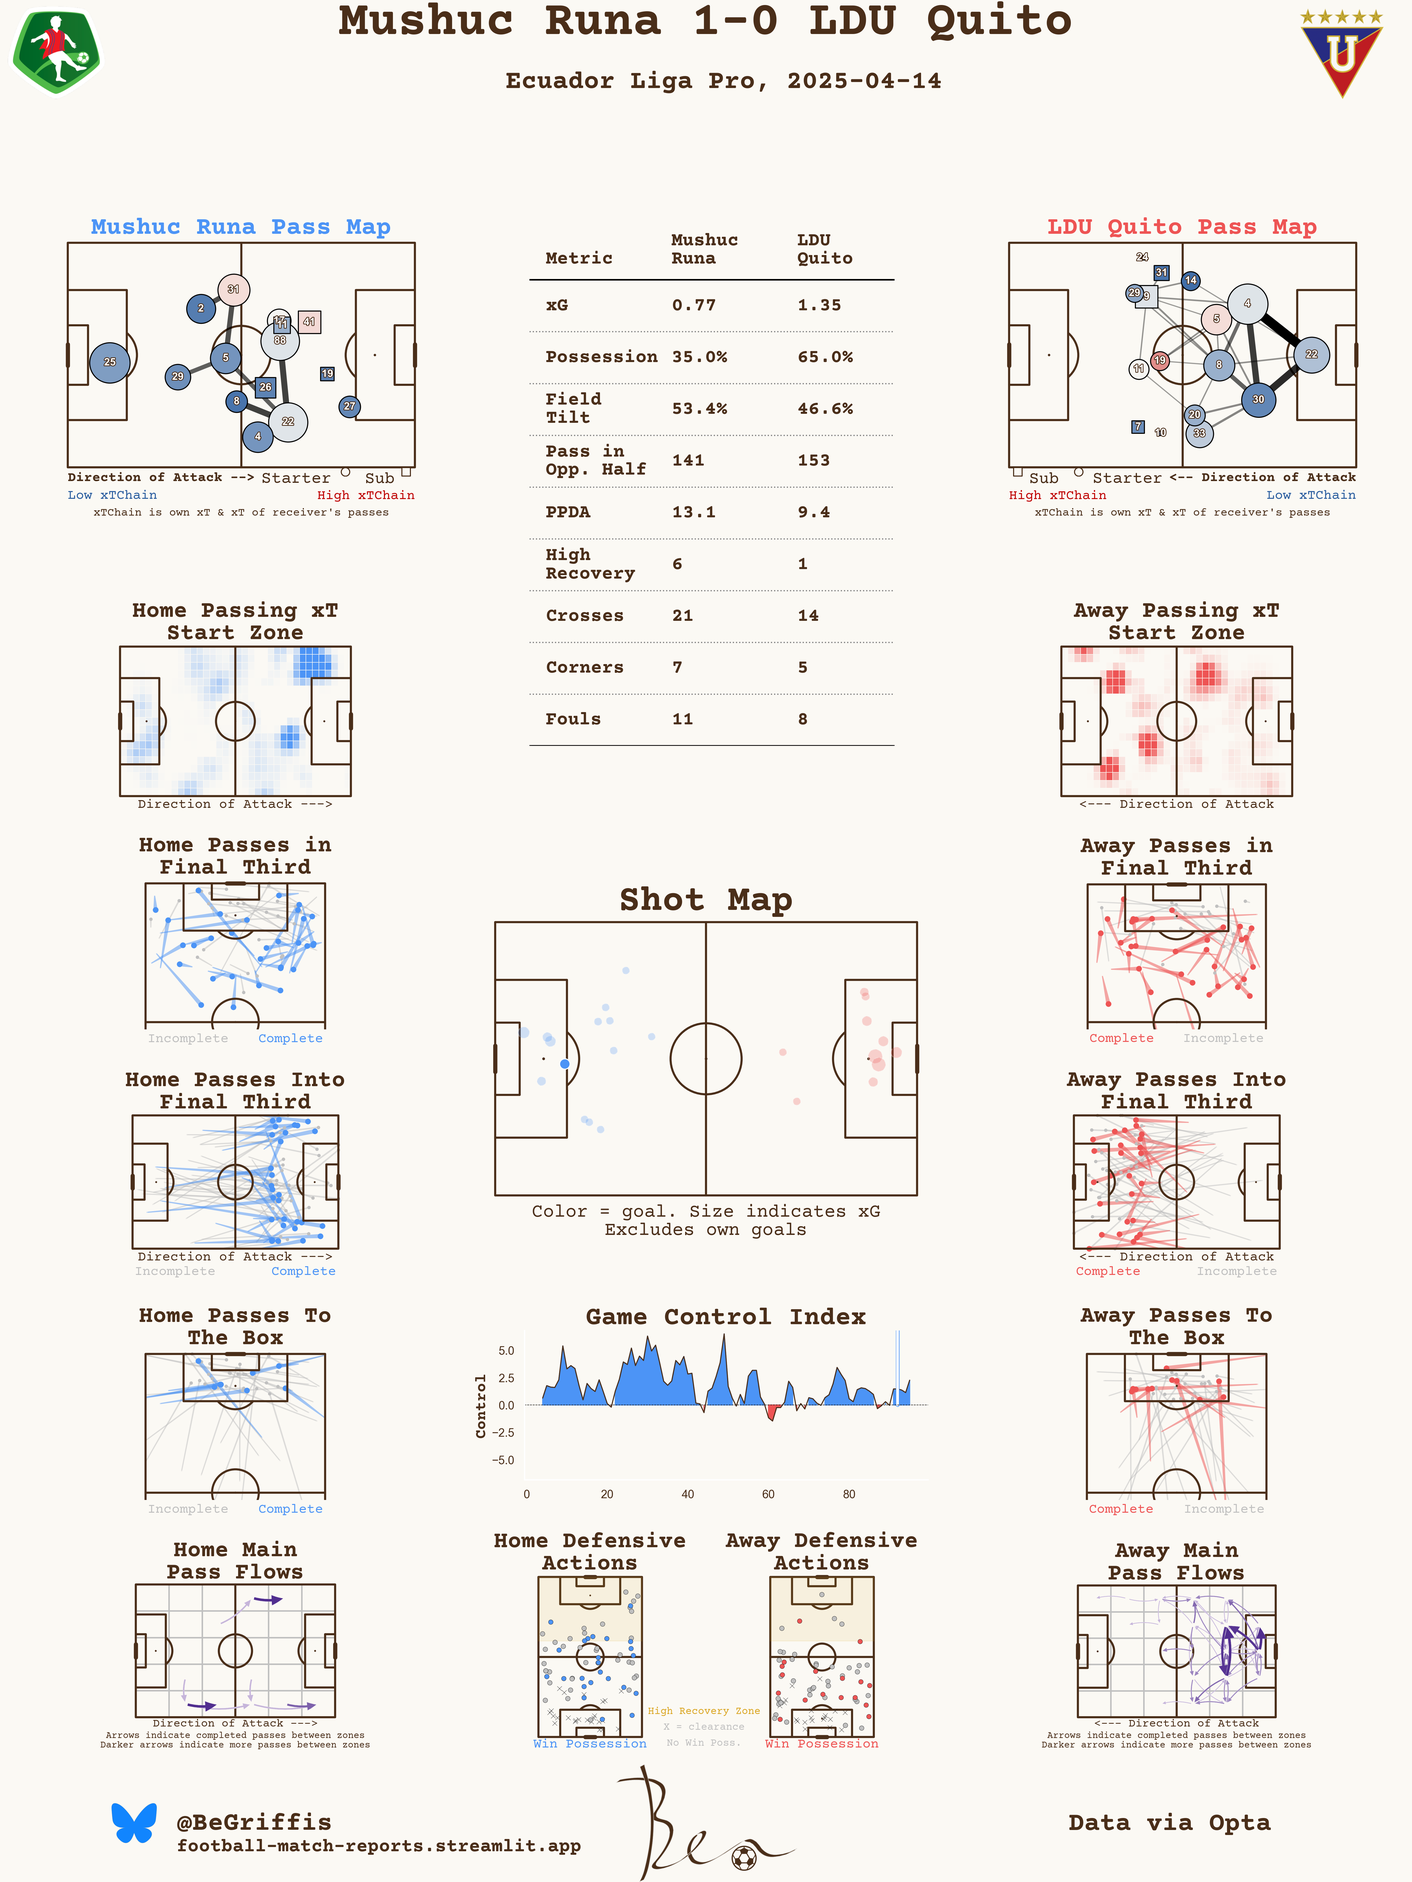 Mushuc Runa 1-0 LDU Quito
Ecuador Liga Pro, 2025-04-14
U
Mushuc Runa Pass Map
31
2
17
11
41
88
25
5
29
19
26
8
27
22
4
Direction of Attack --> Starter Sub
Low xTChain High xTChain
xTChain is own xT & xT of receiver's passes
Metric Mushuc Runa LDU Quito
xG 0.77 1.35
Possession 35.0% 65.0%
Field Tilt 53.4% 46.6%
Pass in Opp. Half 141 153
PPDA 13.1 9.4
High Recovery 6 1
Crosses 21 14
Corners 7 5
Fouls 11 8
LDU Quito Pass Map
24
31
14
29
9
4
5
22
19
11
8
30
20
7
10
33
Sub Starter <-- Direction of Attack
High xTChain Low xTChain
xTChain is own xT & xT of receiver's passes
Home Passing xT
Start Zone
Direction of Attack --->
Away Passing xT
Start Zone
<--- Direction of Attack
Home Passes in
Final Third
Incomplete Complete
Away Passes in
Final Third
Complete Incomplete
Shot Map
Color = goal. Size indicates xG
Excludes own goals
Home Passes Into
Final Third
Direction of Attack --->
Incomplete Complete
Away Passes Into
Final Third
<--- Direction of Attack
Complete Incomplete
Home Passes To
The Box
Incomplete Complete
Game Control Index
Control
5.0
2.5
0.0
−2.5
−5.0
0 20 40 60 80
Away Passes To
The Box
Complete Incomplete
Home Main
Pass Flows
Direction of Attack --->
Arrows indicate completed passes between zones
Darker arrows indicate more passes between zones
Home Defensive
Actions
Win Possession
High Recovery Zone
X = clearance
No Win Poss.
Away Defensive
Actions
Win Possession
Away Main
Pass Flows
<--- Direction of Attack
Arrows indicate completed passes between zones
Darker arrows indicate more passes between zones
@BeGriffis
football-match-reports.streamlit.app
Ben
Data via Opta